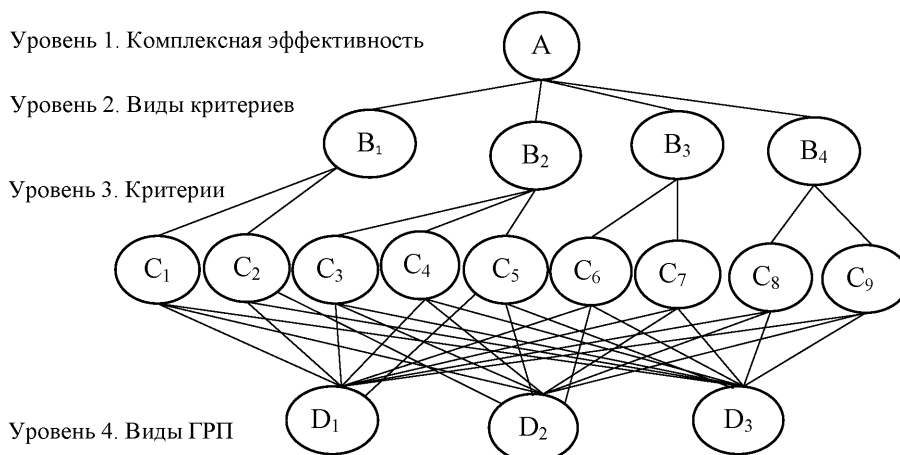 Уровень 1. Комплексная эффективность
A
Уровень 2. Виды критериев
B₁
B₂
B₃
B₄
Уровень 3. Критерии
C₁
C₂
C₃
C₄
C₅
C₆
C₇
C₈
C₉
D₁
D₂
D₃
Уровень 4. Виды ГРП